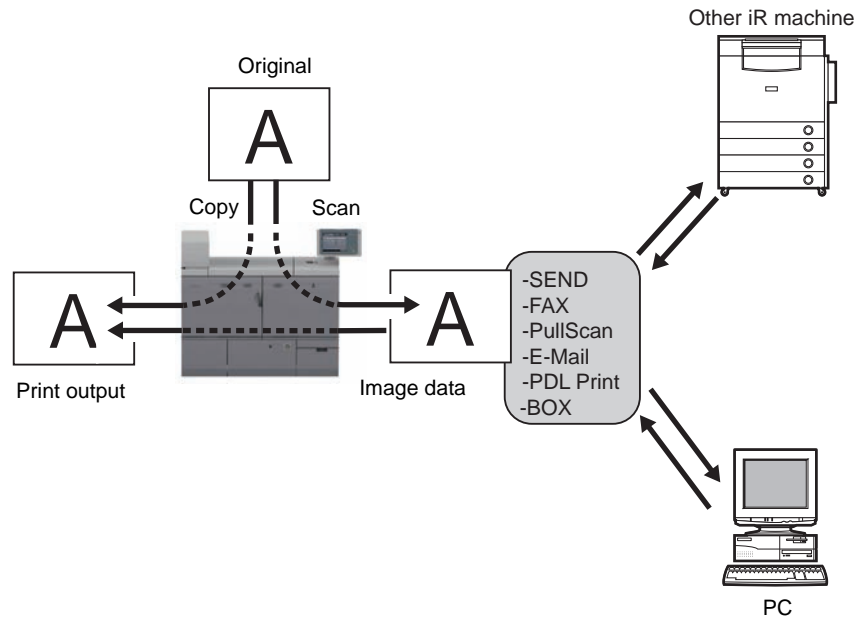 Other iR machine
Original
A
Copy
Scan
A
Print output
A
Image data
-SEND
-FAX
-PullScan
-E-Mail
-PDL Print
-BOX
PC